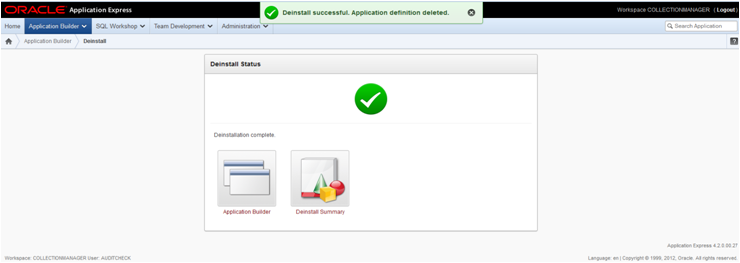 ORACLE Application Express
Deinstall successful. Application definition deleted.
Workspace COLLECTIONMANAGER ( Logout )
Home Application Builder SQL Workshop Team Development Administration Search Application
Application Builder Deinstall ?
Deinstall Status
Deinstallation complete.
Application Builder Deinstall Summary
Application Express 4.2.0.00.27
Workspace: COLLECTIONMANAGER User: AUDITCHECK
Language: en | Copyright © 1999, 2012, Oracle. All rights reserved.